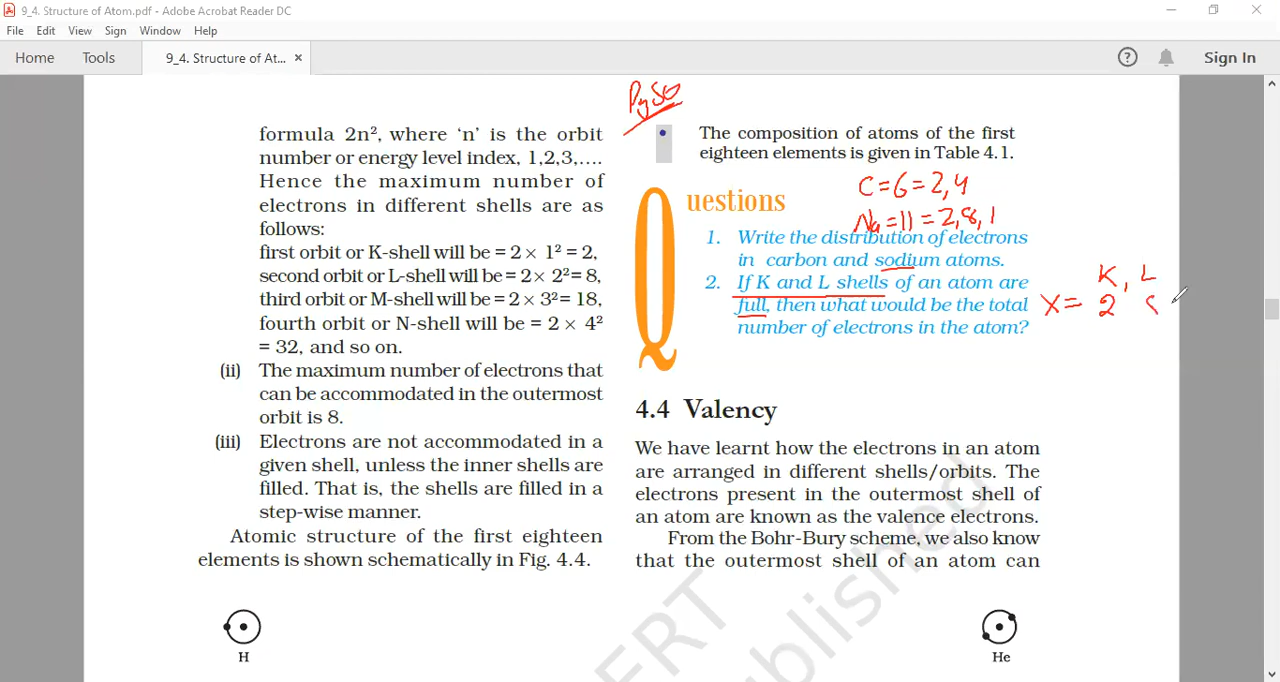 9_4. Structure of Atom.pdf - Adobe Acrobat Reader DC
File Edit View Sign Window Help
Home Tools 9_4. Structure of At... × ? Sign In
formula 2n², where 'n' is the orbit
number or energy level index, 1,2,3,….
Hence the maximum number of
electrons in different shells are as
follows:
first orbit or K-shell will be = 2 × 1² = 2,
second orbit or L-shell will be = 2 × 2² = 8,
third orbit or M-shell will be = 2 × 3² = 18,
fourth orbit or N-shell will be = 2 × 4²
= 32, and so on.
(ii) The maximum number of electrons that
can be accommodated in the outermost
orbit is 8.
(iii) Electrons are not accommodated in a
given shell, unless the inner shells are
filled. That is, the shells are filled in a
step-wise manner.
Atomic structure of the first eighteen
elements is shown schematically in Fig. 4.4.
H
The composition of atoms of the first
eighteen elements is given in Table 4.1.
C = 6 = 2, 4
Questions
Na = 11 = 2, 8, 1
1. Write the distribution of electrons
in carbon and sodium atoms.
2. If K and L shells of an atom are
full, then what would be the total
number of electrons in the atom?
K, L
X = 2
4.4 Valency
We have learnt how the electrons in an atom
are arranged in different shells/orbits. The
electrons present in the outermost shell of
an atom are known as the valence electrons.
From the Bohr-Bury scheme, we also know
that the outermost shell of an atom can
He